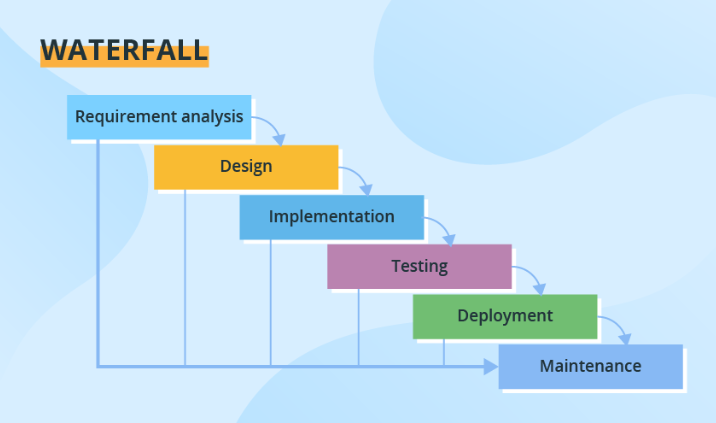 WATERFALL
Requirement analysis
Design
Implementation
Testing
Deployment
Maintenance